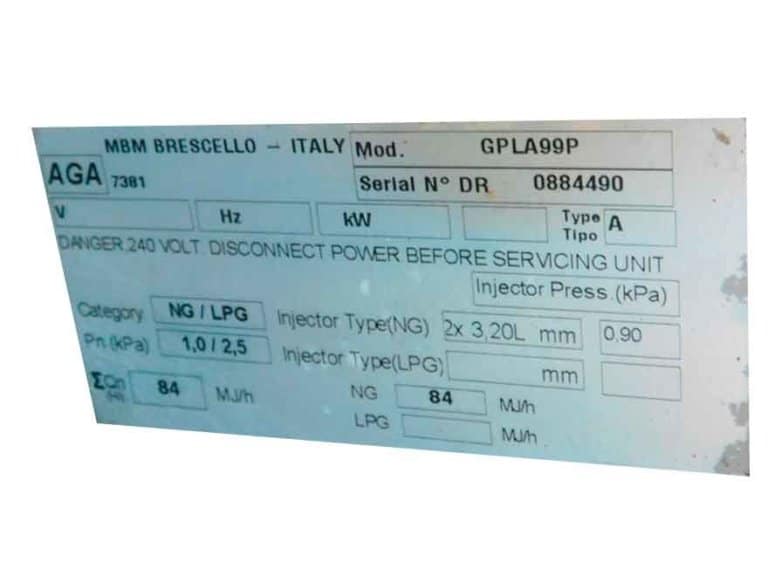 MBM BRESCELLO - ITALY Mod. GPLA99P
AGA 7381 Serial N° DR 0884490
V Hz kW Type Tipo A
DANGER.240 VOLT. DISCONNECT POWER BEFORE SERVICING UNIT
Injector Press.(kPa)
Category NG / LPG Injector Type(NG) 2x 3,20L mm 0,90
Pn (kPa) 1,0 / 2,5 Injector Type(LPG) mm
ΣQn (Hi) 84 MJ/h NG 84 MJ/h
LPG MJ/h